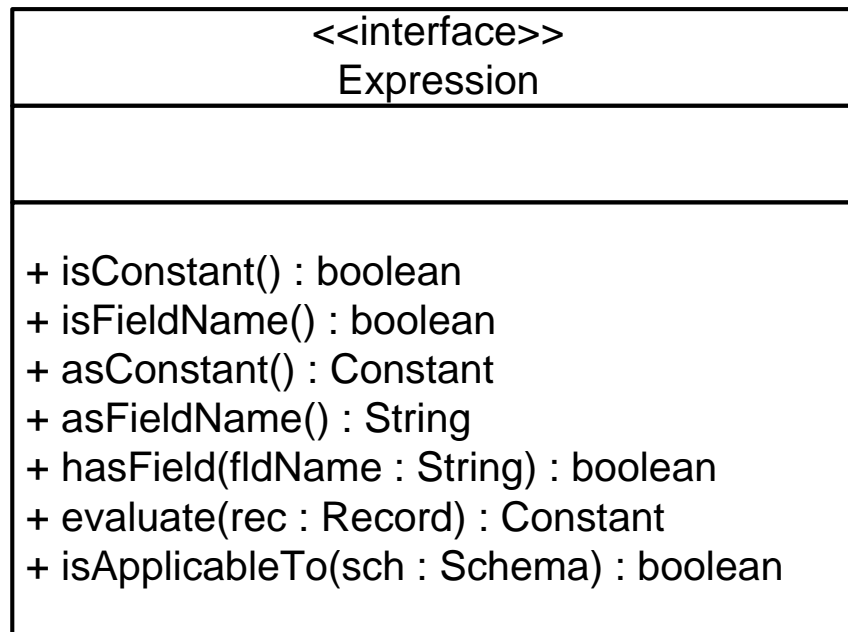 <<interface>>
Expression
+ isConstant() : boolean
+ isFieldName() : boolean
+ asConstant() : Constant
+ asFieldName() : String
+ hasField(fldName : String) : boolean
+ evaluate(rec : Record) : Constant
+ isApplicableTo(sch : Schema) : boolean